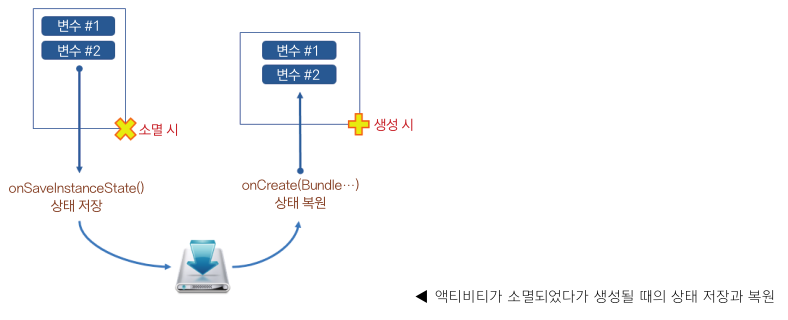 변수 #1
변수 #2
소멸 시
onSaveInstanceState()
상태 저장
변수 #1
변수 #2
생성 시
onCreate(Bundle…)
상태 복원
◀ 액티비티가 소멸되었다가 생성될 때의 상태 저장과 복원